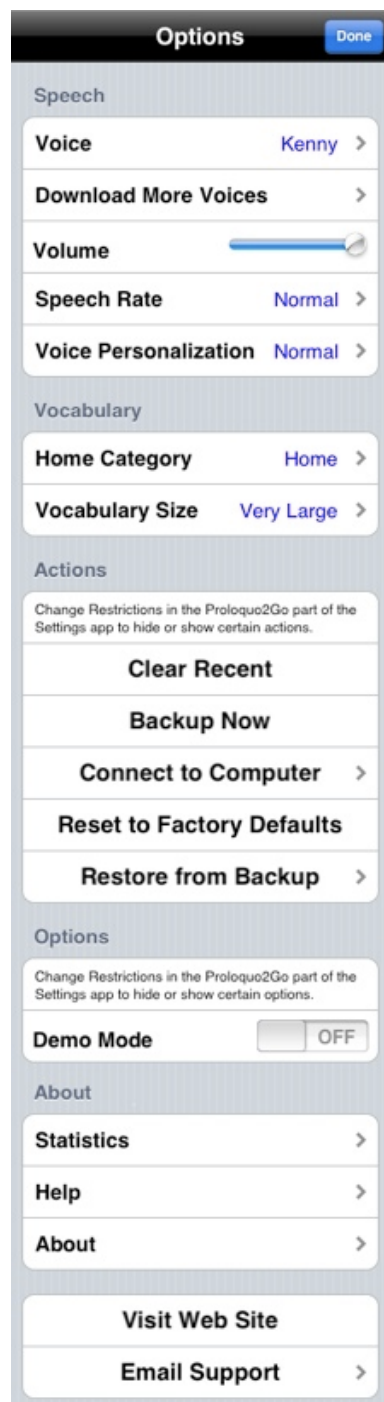 Options Done
Speech
Voice Kenny
Download More Voices
Volume
Speech Rate Normal
Voice Personalization Normal
Vocabulary
Home Category Home
Vocabulary Size Very Large
Actions
Change Restrictions in the Proloquo2Go part of the
Settings app to hide or show certain actions.
Clear Recent
Backup Now
Connect to Computer
Reset to Factory Defaults
Restore from Backup
Options
Change Restrictions in the Proloquo2Go part of the
Settings app to hide or show certain options.
Demo Mode OFF
About
Statistics
Help
About
Visit Web Site
Email Support